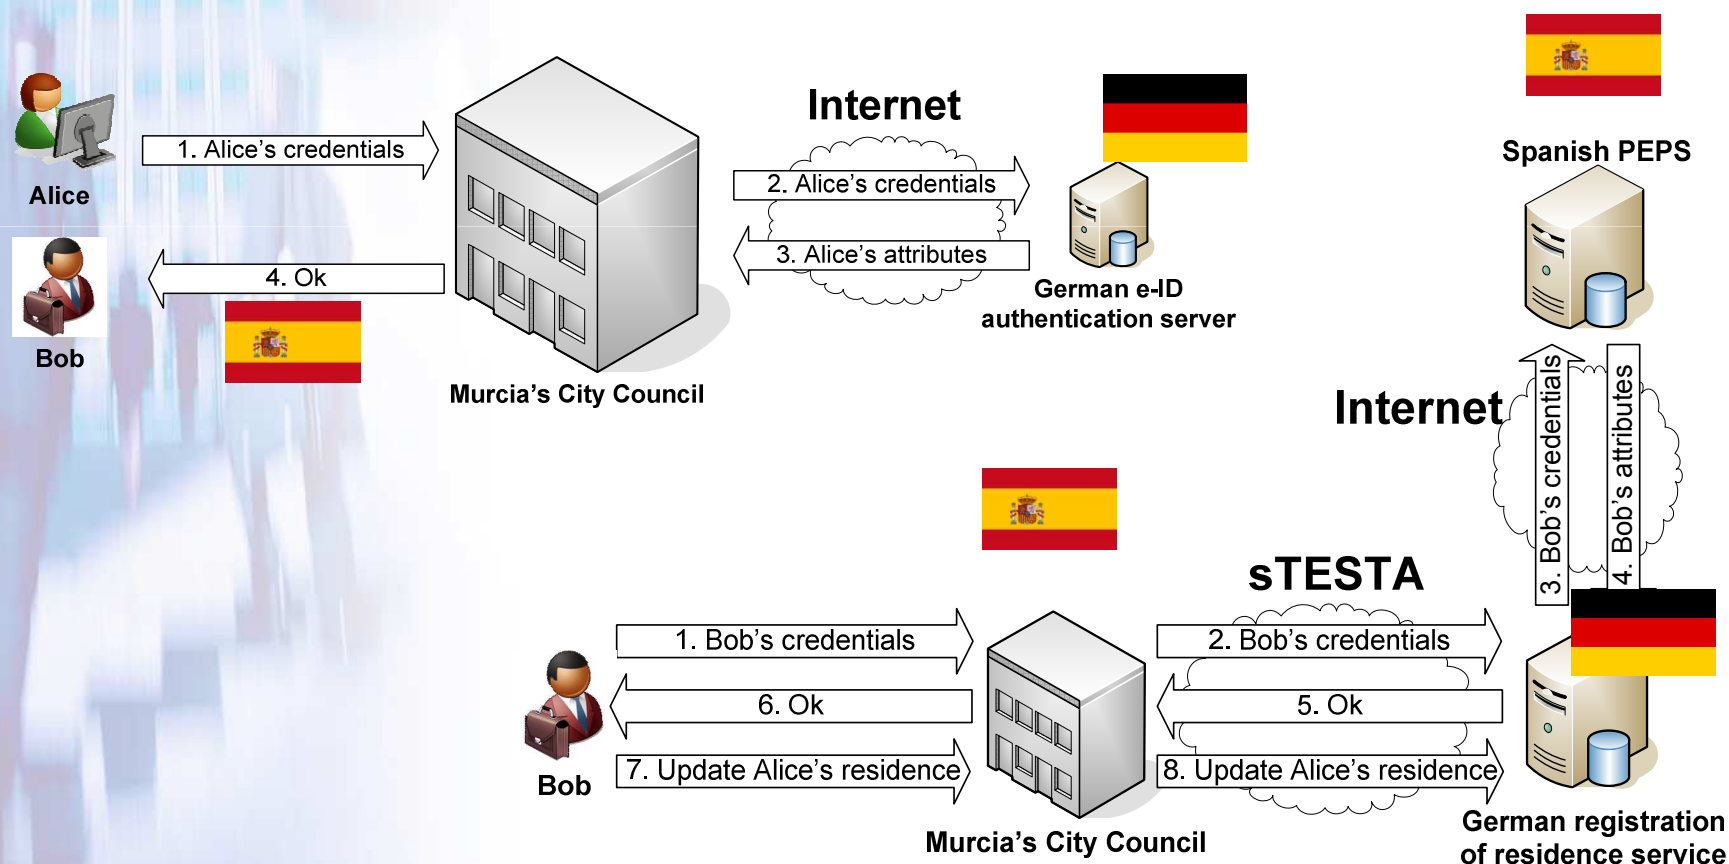 Alice
1. Alice's credentials
Internet
2. Alice's credentials
3. Alice's attributes
4. Ok
Bob
Murcia's City Council
German e-ID
authentication server
Spanish PEPS
Internet
3. Bob's credentials
4. Bob's attributes
sTESTA
1. Bob's credentials
2. Bob's credentials
6. Ok
5. Ok
7. Update Alice's residence
8. Update Alice's residence
Bob
Murcia's City Council
German registration
of residence service